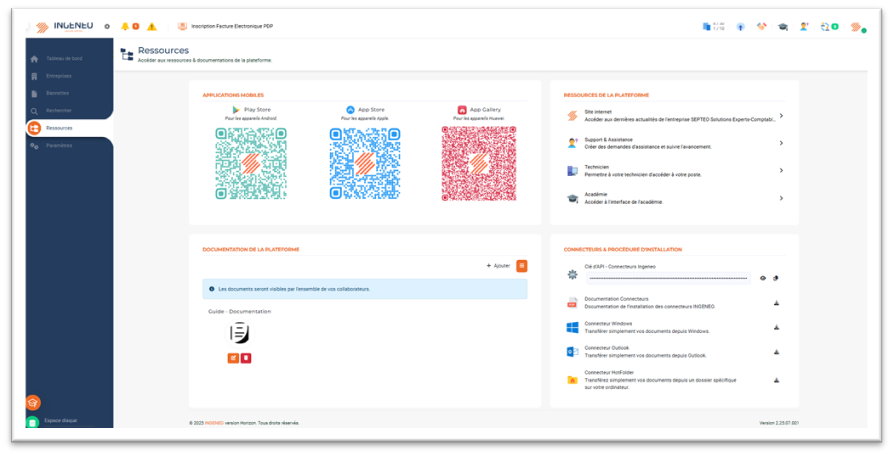 INGENEO
Inscription Facture Electronique PDP
Tableau de bord
Entreprises
Bannettes
Rechercher
Ressources
Paramètres
Espace disque
Ressources
Accéder aux ressources & documentations de la plateforme.
APPLICATIONS MOBILES
Play Store
Pour les appareils Android
App Store
Pour les appareils Apple
App Gallery
Pour les appareils Huawei
RESSOURCES DE LA PLATEFORME
Site internet
Accéder aux dernières actualités de l'entreprise SEPTEO Solutions Experts-Comptabl...
Support & Assistance
Créer des demandes d'assistance et suivre l'avancement.
Technicien
Permettre à votre technicien d'accéder à votre poste.
Académie
Accéder à l'interface de l'académie.
DOCUMENTATION DE LA PLATEFORME
+ Ajouter
Les documents seront visibles par l'ensemble de vos collaborateurs.
Guide - Documentation
CONNECTEURS & PROCÉDURE D'INSTALLATION
Clé d'API - Connecteurs Ingeneo
Documentation Connecteurs
Documentation de l'installation des connecteurs INGENEO.
Connecteur Windows
Transférer simplement vos documents depuis Windows.
Connecteur Outlook
Transférer simplement vos documents depuis Outlook.
Connecteur HotFolder
Transférez simplement vos documents depuis un dossier spécifique
sur votre ordinateur.
© 2025 INGENEO version Horizon. Tous droits réservés.
Version 2.25.07.001